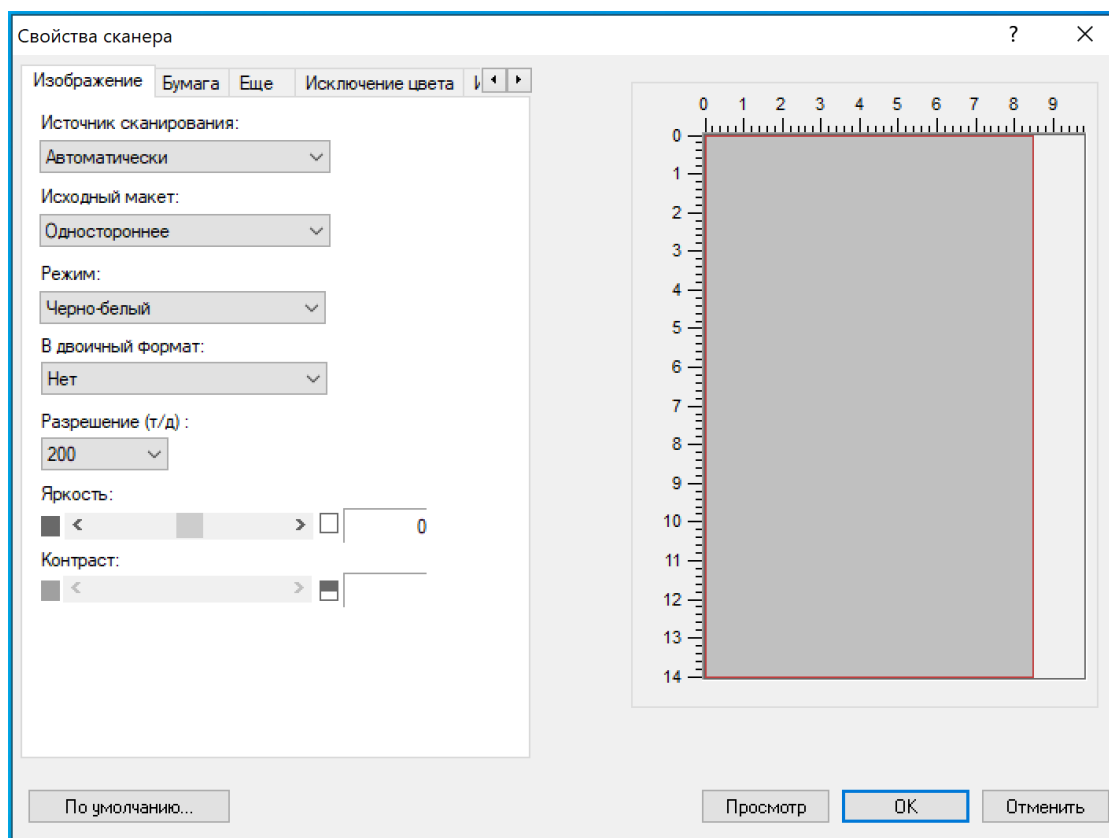 Свойства сканера
?
Изображение Бумага Еще Исключение цвета
Источник сканирования:
Автоматически
Исходный макет:
Одностороннее
Режим:
Черно-белый
В двоичный формат:
Нет
Разрешение (т/д) :
200
Яркость:
0
Контраст:
0 1 2 3 4 5 6 7 8 9
0
1
2
3
4
5
6
7
8
9
10
11
12
13
14
По умолчанию... Просмотр OK Отменить